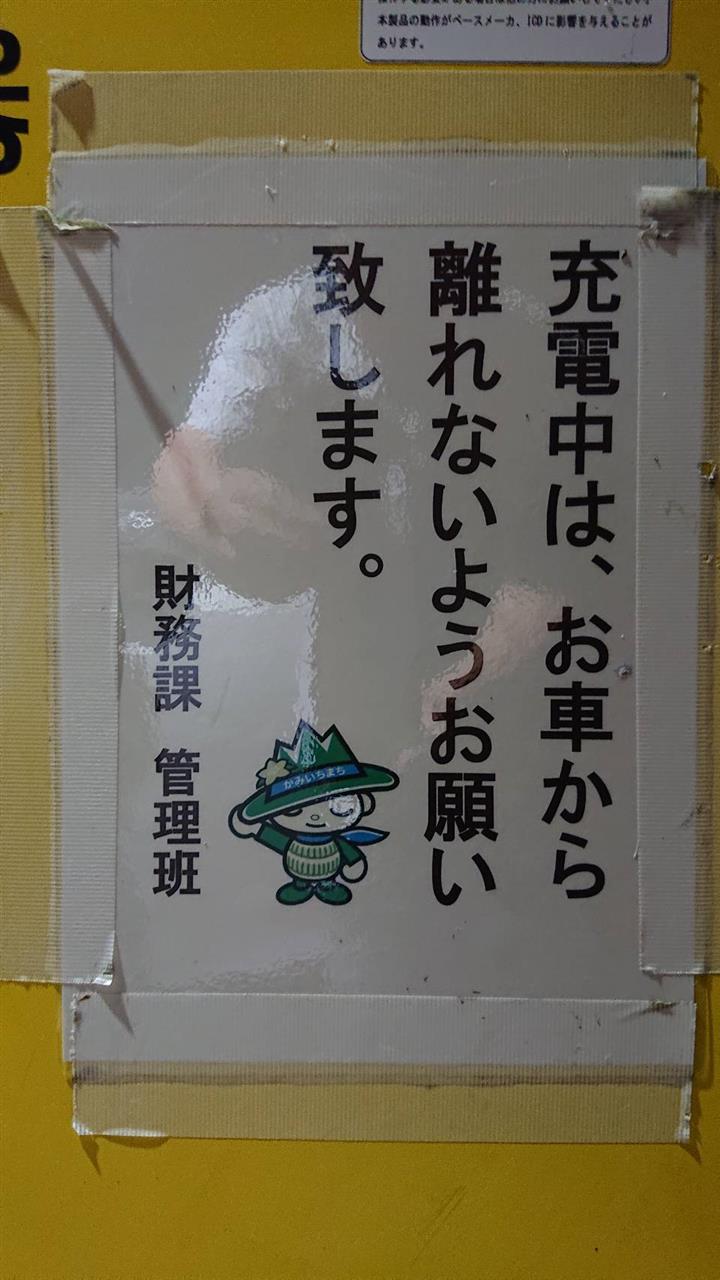 本製品の動作がペースメーカ、ICDに影響を与えることが
あります。
充電中は、お車から
離れないようお願い
致します。
かみいちまち
財務課 管理班